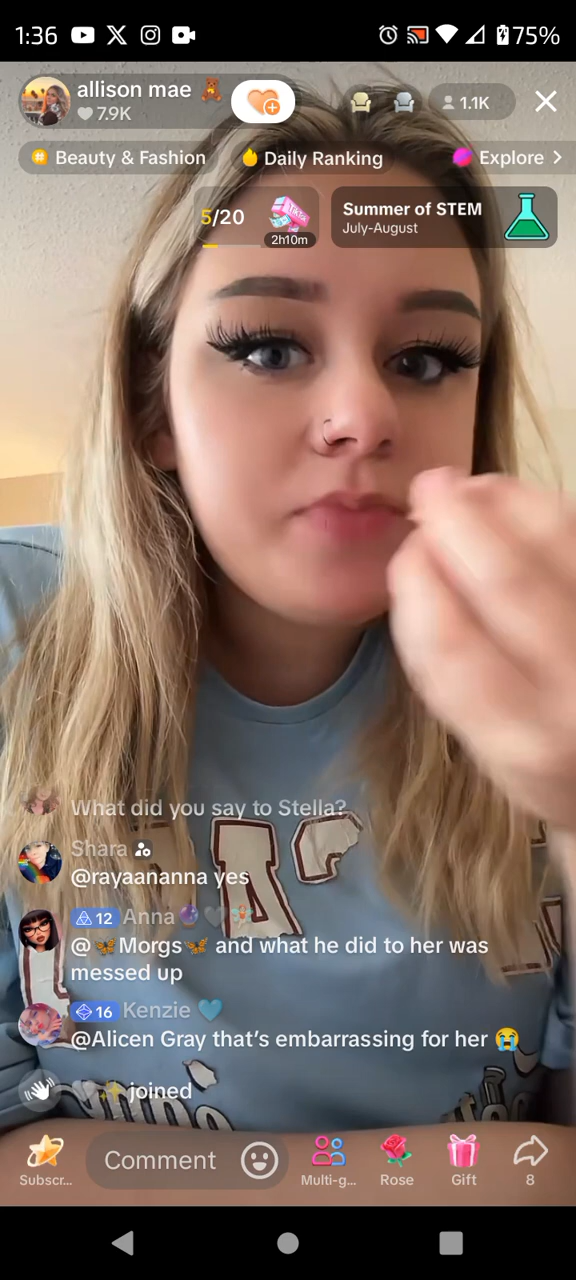 1:36
75%
allison mae 🧸
7.9K
1.1K
Beauty & Fashion
Daily Ranking
Explore >
5/20
2h10m
Summer of STEM
July-August
What did you say to Stella?
Shara
@rayaananna yes
12 Anna🔮🤍🧚
@🦋Morgs🦋 and what he did to her was
messed up
16 Kenzie 🩵
@Alicen Gray that's embarrassing for her 😭
🤍✨joined
Subscr...
Comment
Multi-g...
Rose
Gift
8